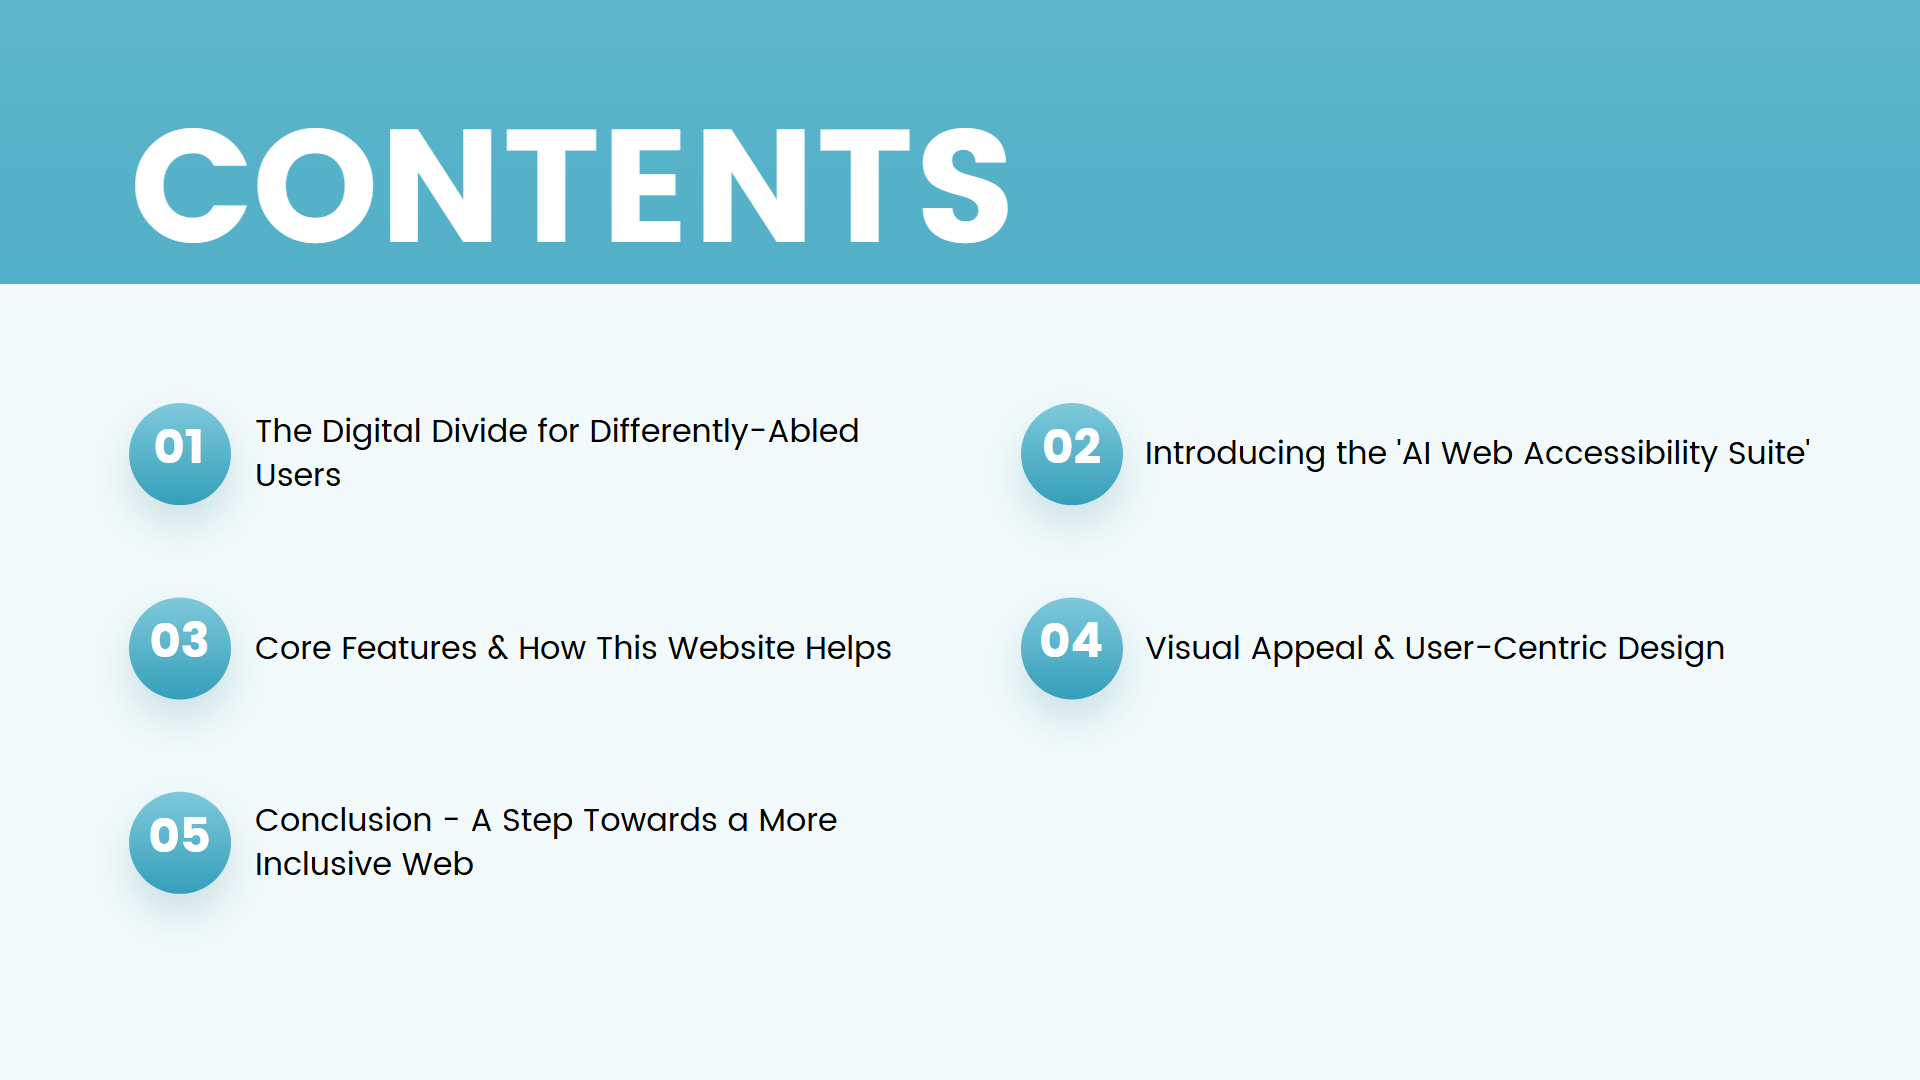 CONTENTS
01
The Digital Divide for Differently-Abled
Users
02
Introducing the 'AI Web Accessibility Suite'
03
Core Features & How This Website Helps
04
Visual Appeal & User-Centric Design
05
Conclusion - A Step Towards a More
Inclusive Web